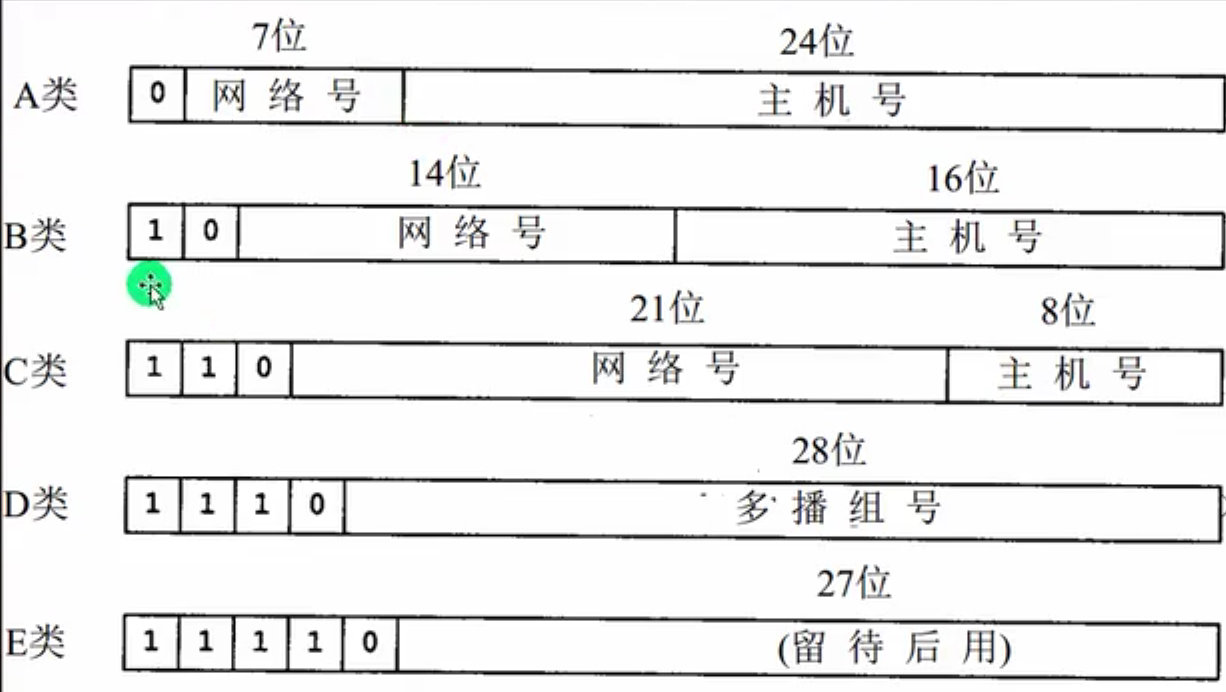 7位 24位
A类 0 网络号 主机号
14位 16位
B类 1 0 网络号 主机号
21位 8位
C类 1 1 0 网络号 主机号
28位
D类 1 1 1 0 多播组号
27位
E类 1 1 1 1 0 (留待后用)